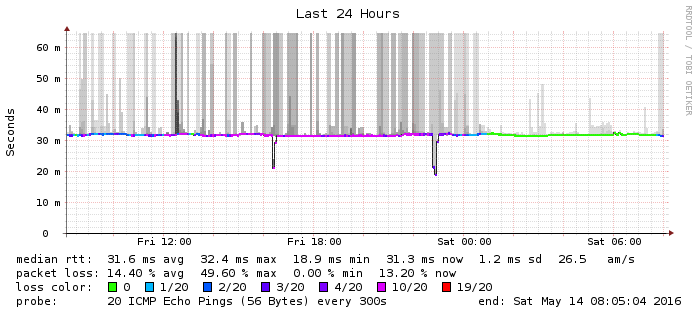 Last 24 Hours
RRDTOOL / TOBI OETIKER
Seconds
60 m
50 m
40 m
30 m
20 m
10 m
0
Fri 12:00 Fri 18:00 Sat 00:00 Sat 06:00
median rtt: 31.6 ms avg 32.4 ms max 18.9 ms min 31.3 ms now 1.2 ms sd 26.5 am/s
packet loss: 14.40 % avg 49.60 % max 0.00 % min 13.20 % now
loss color: 0 1/20 2/20 3/20 4/20 10/20 19/20
probe: 20 ICMP Echo Pings (56 Bytes) every 300s end: Sat May 14 08:05:04 2016